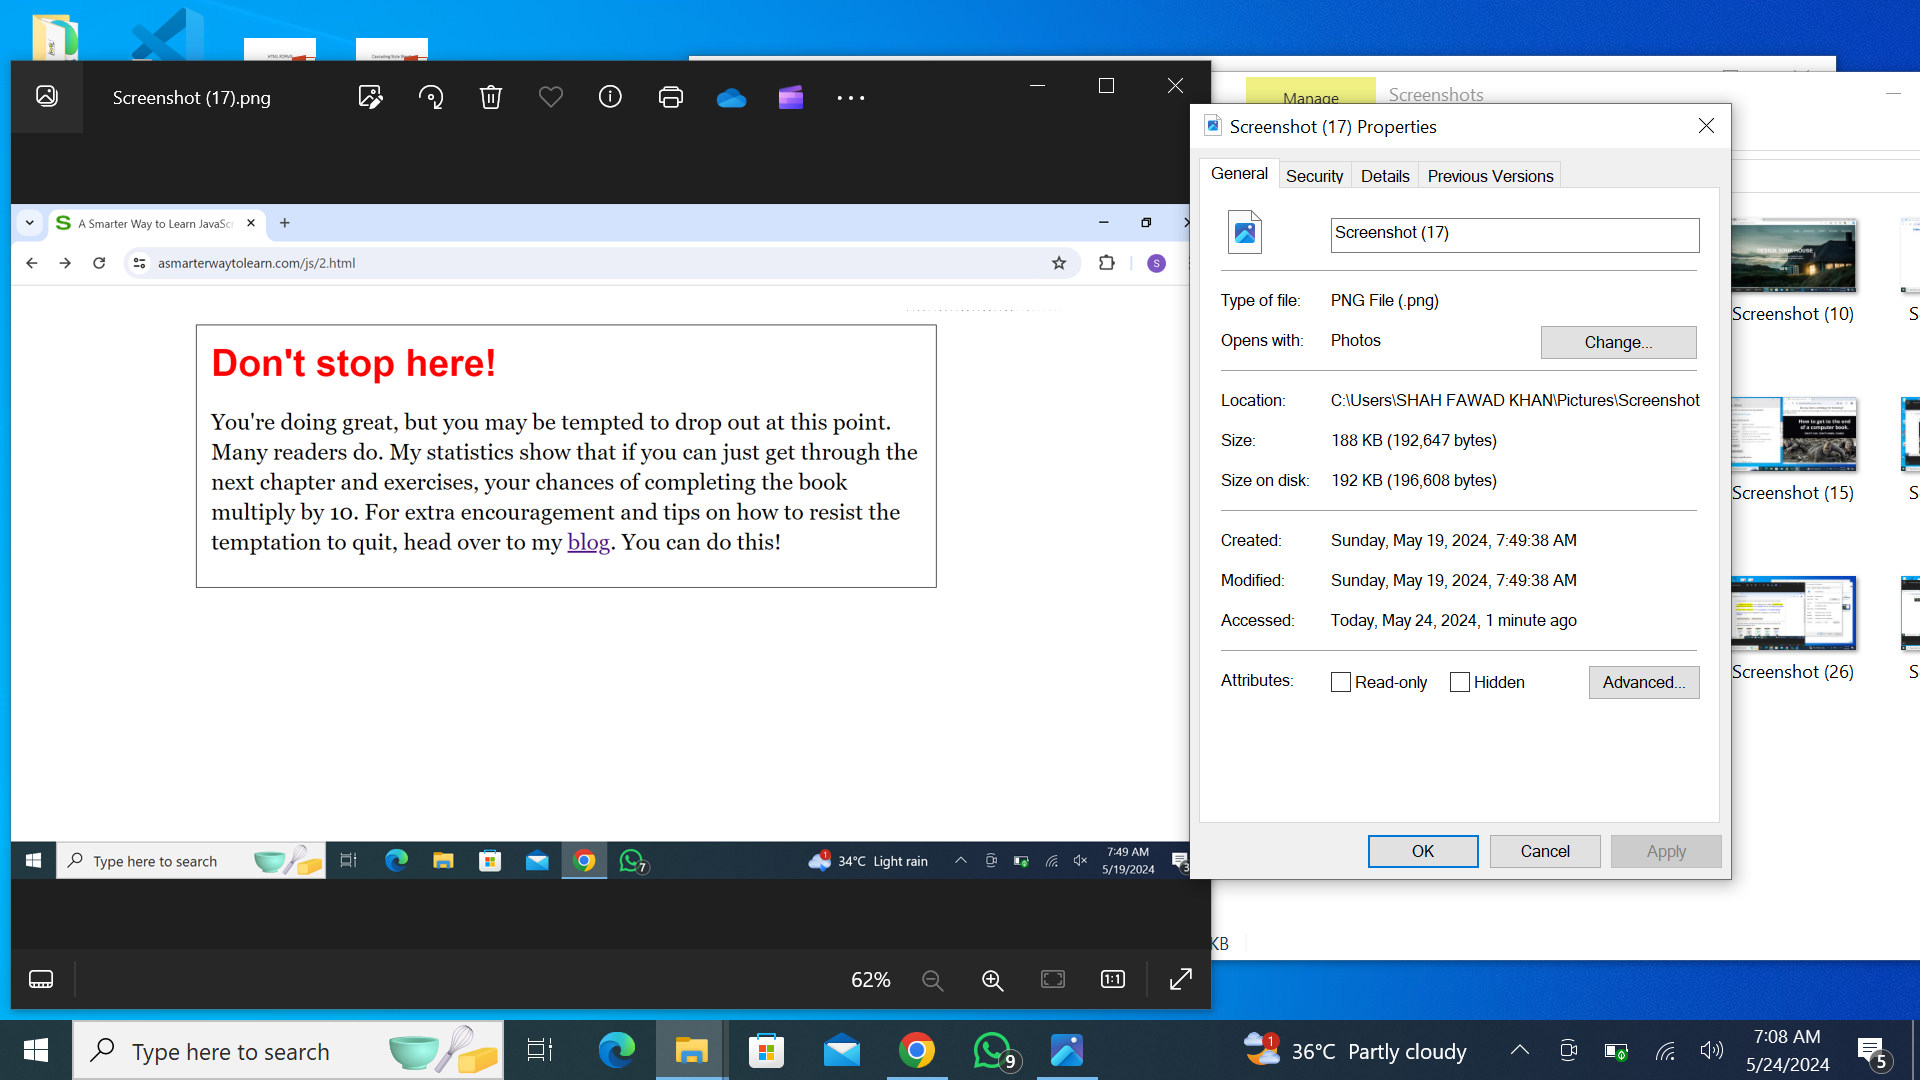 Screenshot (17).png
A Smarter Way to Learn JavaSc
asmarterwaytolearn.com/js/2.html
S
Don't stop here!
You're doing great, but you may be tempted to drop out at this point.
Many readers do. My statistics show that if you can just get through the
next chapter and exercises, your chances of completing the book
multiply by 10. For extra encouragement and tips on how to resist the
temptation to quit, head over to my blog. You can do this!
Type here to search
7
34°C Light rain
7:49 AM
5/19/2024
3
62%
1:1
Manage
Screenshots
Screenshot (17) Properties
General
Security
Details
Previous Versions
Screenshot (17)
Type of file:
PNG File (.png)
Opens with:
Photos
Change...
Location:
C:\Users\SHAH FAWAD KHAN\Pictures\Screenshot
Size:
188 KB (192,647 bytes)
Size on disk:
192 KB (196,608 bytes)
Created:
Sunday, May 19, 2024, 7:49:38 AM
Modified:
Sunday, May 19, 2024, 7:49:38 AM
Accessed:
Today, May 24, 2024, 1 minute ago
Attributes:
Read-only
Hidden
Advanced...
OK
Cancel
Apply
Screenshot (10)
S
Screenshot (15)
S
Screenshot (26)
S
KB
Type here to search
9
1
36°C Partly cloudy
7:08 AM
5/24/2024
5